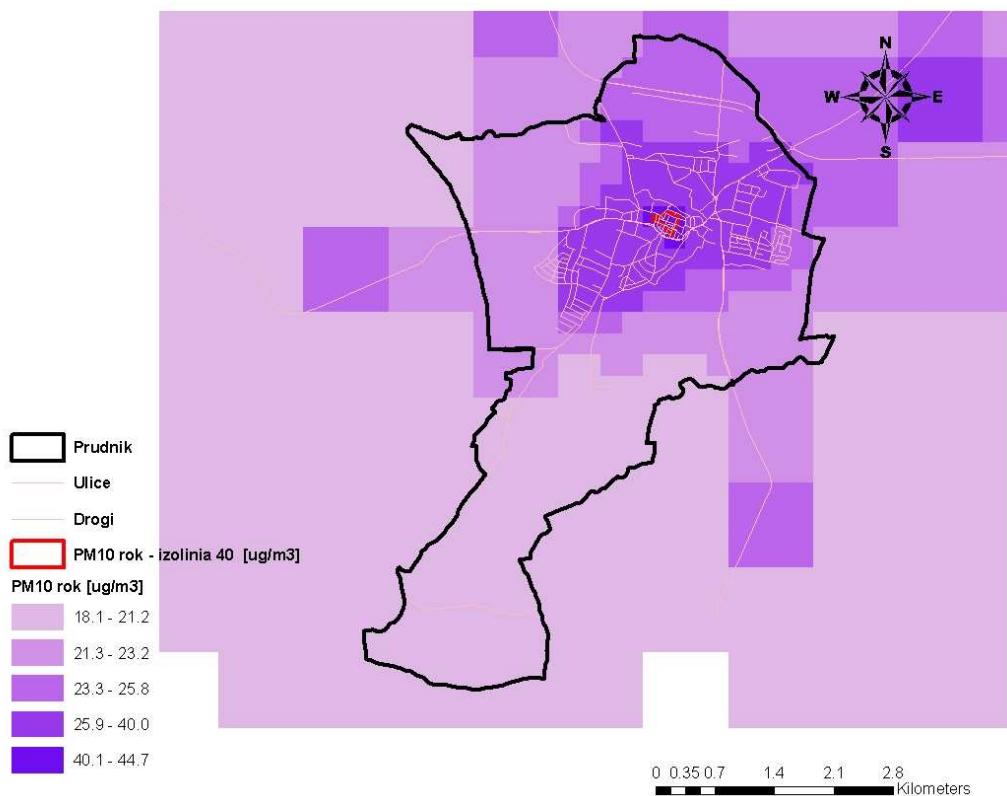 N
W E
S
Prudnik
Ulice
Drogi
PM10 rok - izolinia 40 [ug/m3]
PM10 rok [ug/m3]
18.1 - 21.2
21.3 - 23.2
23.3 - 25.8
25.9 - 40.0
40.1 - 44.7
0 0.35 0.7 1.4 2.1 2.8
Kilometers